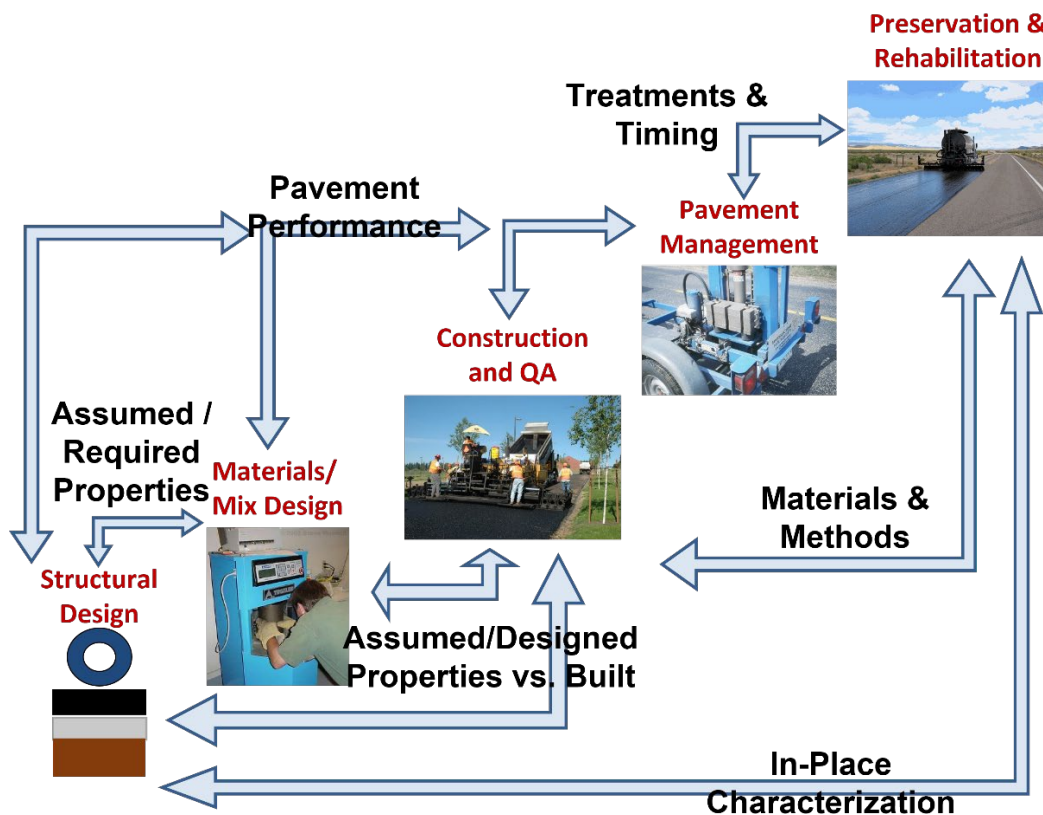 Preservation &
Rehabilitation
Treatments &
Timing
Pavement
Performance
Pavement
Management
Construction
and QA
Assumed /
Required
Properties
Materials/
Mix Design
Materials &
Methods
Structural
Design
Assumed/Designed
Properties vs. Built
In-Place
Characterization